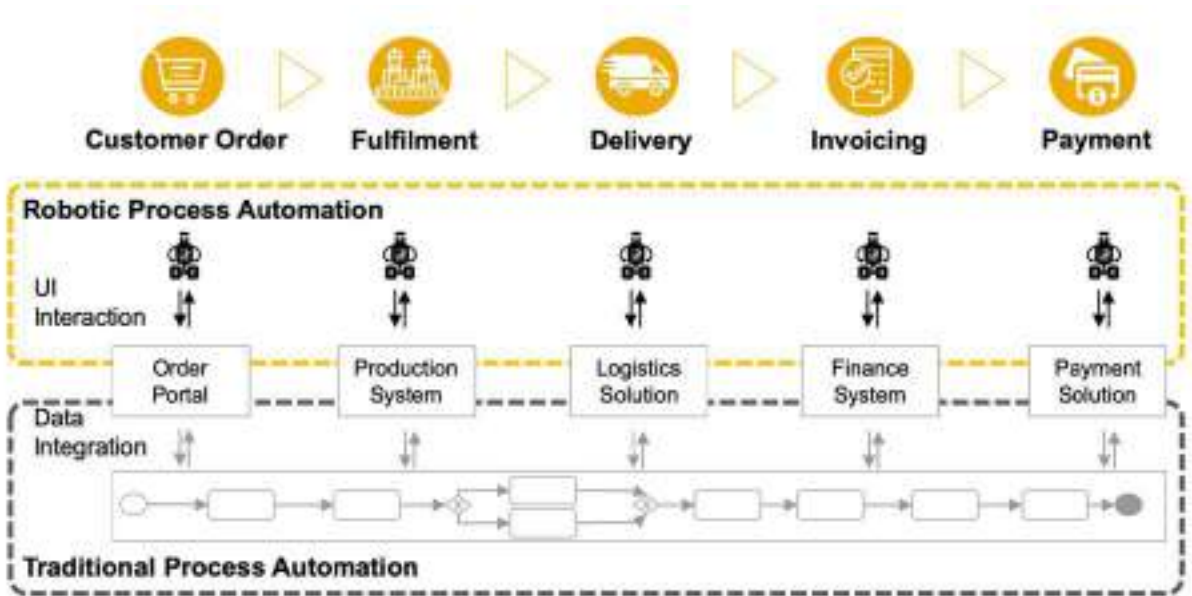 Customer Order
Fulfilment
Delivery
Invoicing
Payment
Robotic Process Automation
UI
Interaction
Order
Portal
Production
System
Logistics
Solution
Finance
System
Payment
Solution
Data
Integration
Traditional Process Automation